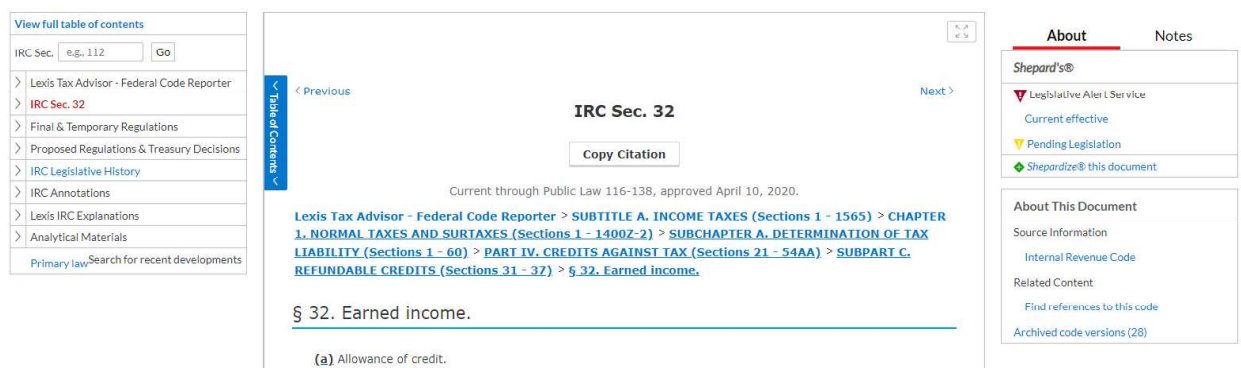 View full table of contents
IRC Sec. e.g., 112 Go
Lexis Tax Advisor - Federal Code Reporter
IRC Sec. 32
Final & Temporary Regulations
Proposed Regulations & Treasury Decisions
IRC Legislative History
IRC Annotations
Lexis IRC Explanations
Analytical Materials
Primary law Search for recent developments
< Table of Contents <
< Previous
Next >
IRC Sec. 32
Copy Citation
Current through Public Law 116-138, approved April 10, 2020.
Lexis Tax Advisor - Federal Code Reporter > SUBTITLE A. INCOME TAXES (Sections 1 - 1565) > CHAPTER
1. NORMAL TAXES AND SURTAXES (Sections 1 - 1400Z-2) > SUBCHAPTER A. DETERMINATION OF TAX
LIABILITY (Sections 1 - 60) > PART IV. CREDITS AGAINST TAX (Sections 21 - 54AA) > SUBPART C.
REFUNDABLE CREDITS (Sections 31 - 37) > § 32. Earned income.
§ 32. Earned income.
(a) Allowance of credit.
About Notes
Shepard's®
Legislative Alert Service
Current effective
Pending Legislation
Shepardize® this document
About This Document
Source Information
Internal Revenue Code
Related Content
Find references to this code
Archived code versions (28)